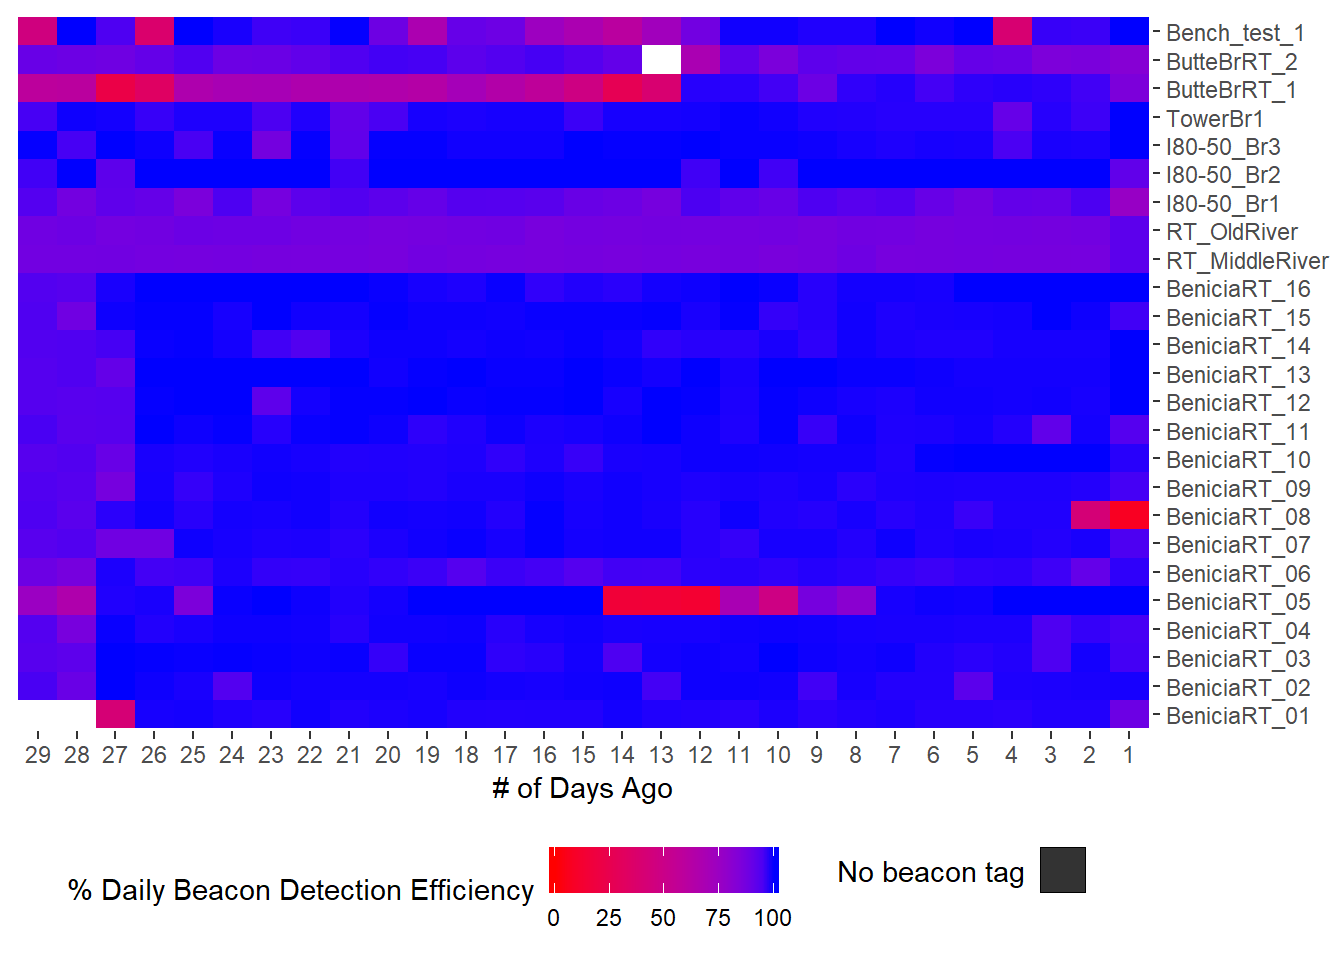 Bench_test_1
ButteBrRT_2
ButteBrRT_1
TowerBr1
I80-50_Br3
I80-50_Br2
I80-50_Br1
RT_OldRiver
RT_MiddleRiver
BeniciaRT_16
BeniciaRT_15
BeniciaRT_14
BeniciaRT_13
BeniciaRT_12
BeniciaRT_11
BeniciaRT_10
BeniciaRT_09
BeniciaRT_08
BeniciaRT_07
BeniciaRT_06
BeniciaRT_05
BeniciaRT_04
BeniciaRT_03
BeniciaRT_02
BeniciaRT_01
29 28 27 26 25 24 23 22 21 20 19 18 17 16 15 14 13 12 11 10 9 8 7 6 5 4 3 2 1
# of Days Ago
% Daily Beacon Detection Efficiency
0 25 50 75 100
No beacon tag